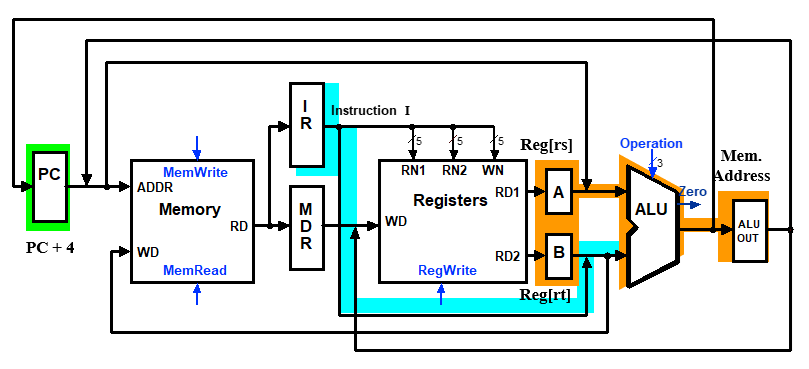 I
R
Instruction I
5
5
5
Reg[rs]
Operation
3
Mem.
Address
PC
MemWrite
ADDR
RN1 RN2 WN
Memory
M
D
R
Registers
RD1
A
Zero
RD
WD
ALU
ALU
OUT
PC + 4
WD
MemRead
RegWrite
RD2
B
Reg[rt]